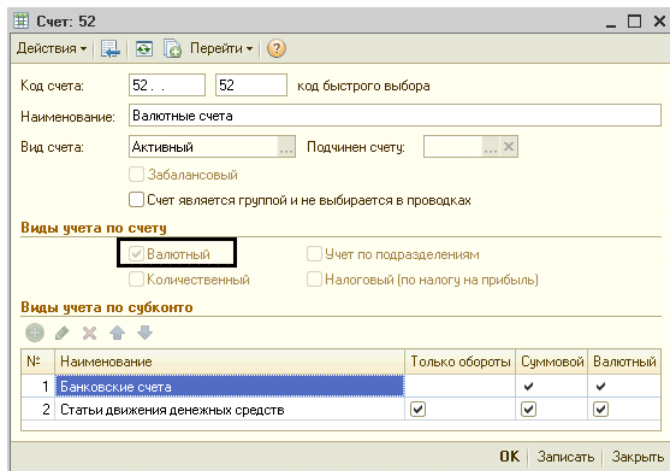 Счет: 52
Действия Перейти
Код счета: 52 . . 52 код быстрого выбора
Наименование: Валютные счета
Вид счета: Активный ... Подчинен счету: ...
Забалансовый
Счет является группой и не выбирается в проводках
Виды учета по счету
Валютный Учет по подразделениям
Количественный Налоговый (по налогу на прибыль)
Виды учета по субконто
№ Наименование Только обороты Суммовой Валютный
1 Банковские счета
2 Статьи движения денежных средств
OK Записать Закрыть